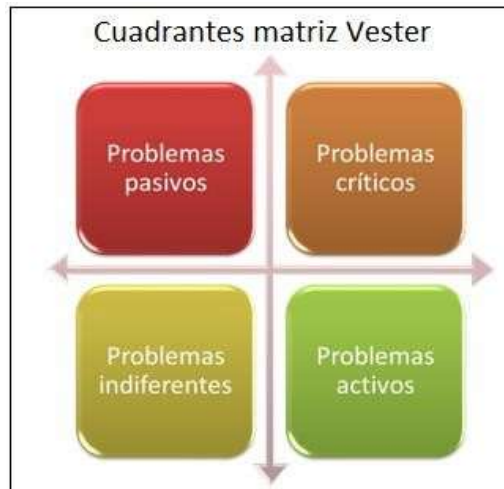 Cuadrantes matriz Vester
Problemas
pasivos
Problemas
críticos
Problemas
indiferentes
Problemas
activos